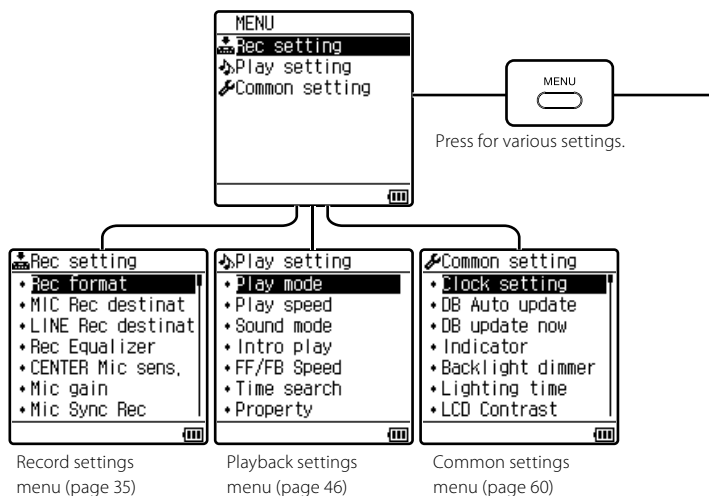 MENU
Rec setting
Play setting
Common setting
MENU
Press for various settings.
Rec setting
Rec format
MIC Rec destinat
LINE Rec destinat
Rec Equalizer
CENTER Mic sens.
Mic gain
Mic Sync Rec
Record settings
menu (page 35)
Play setting
Play mode
Play speed
Sound mode
Intro play
FF/FB Speed
Time search
Property
Playback settings
menu (page 46)
Common setting
Clock setting
DB Auto update
DB update now
Indicator
Backlight dimmer
Lighting time
LCD Contrast
Common settings
menu (page 60)